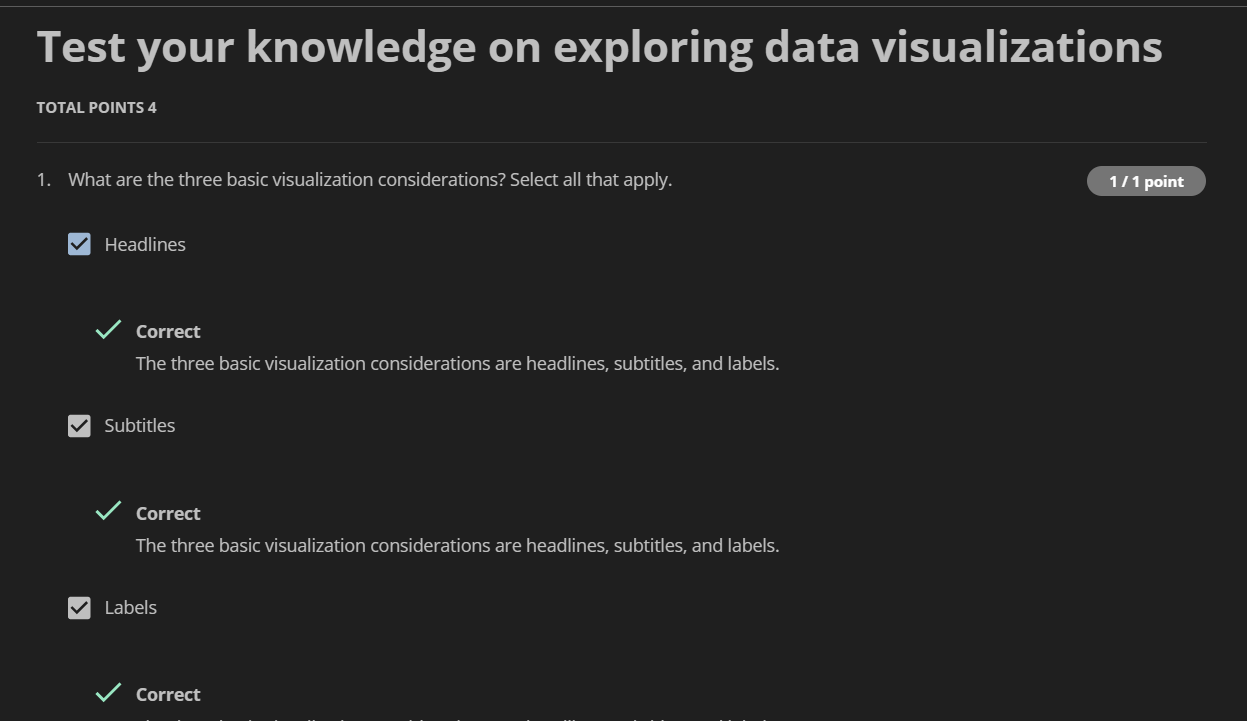 Test your knowledge on exploring data visualizations
TOTAL POINTS 4
1. What are the three basic visualization considerations? Select all that apply.
1 / 1 point
Headlines
Correct
The three basic visualization considerations are headlines, subtitles, and labels.
Subtitles
Correct
The three basic visualization considerations are headlines, subtitles, and labels.
Labels
Correct